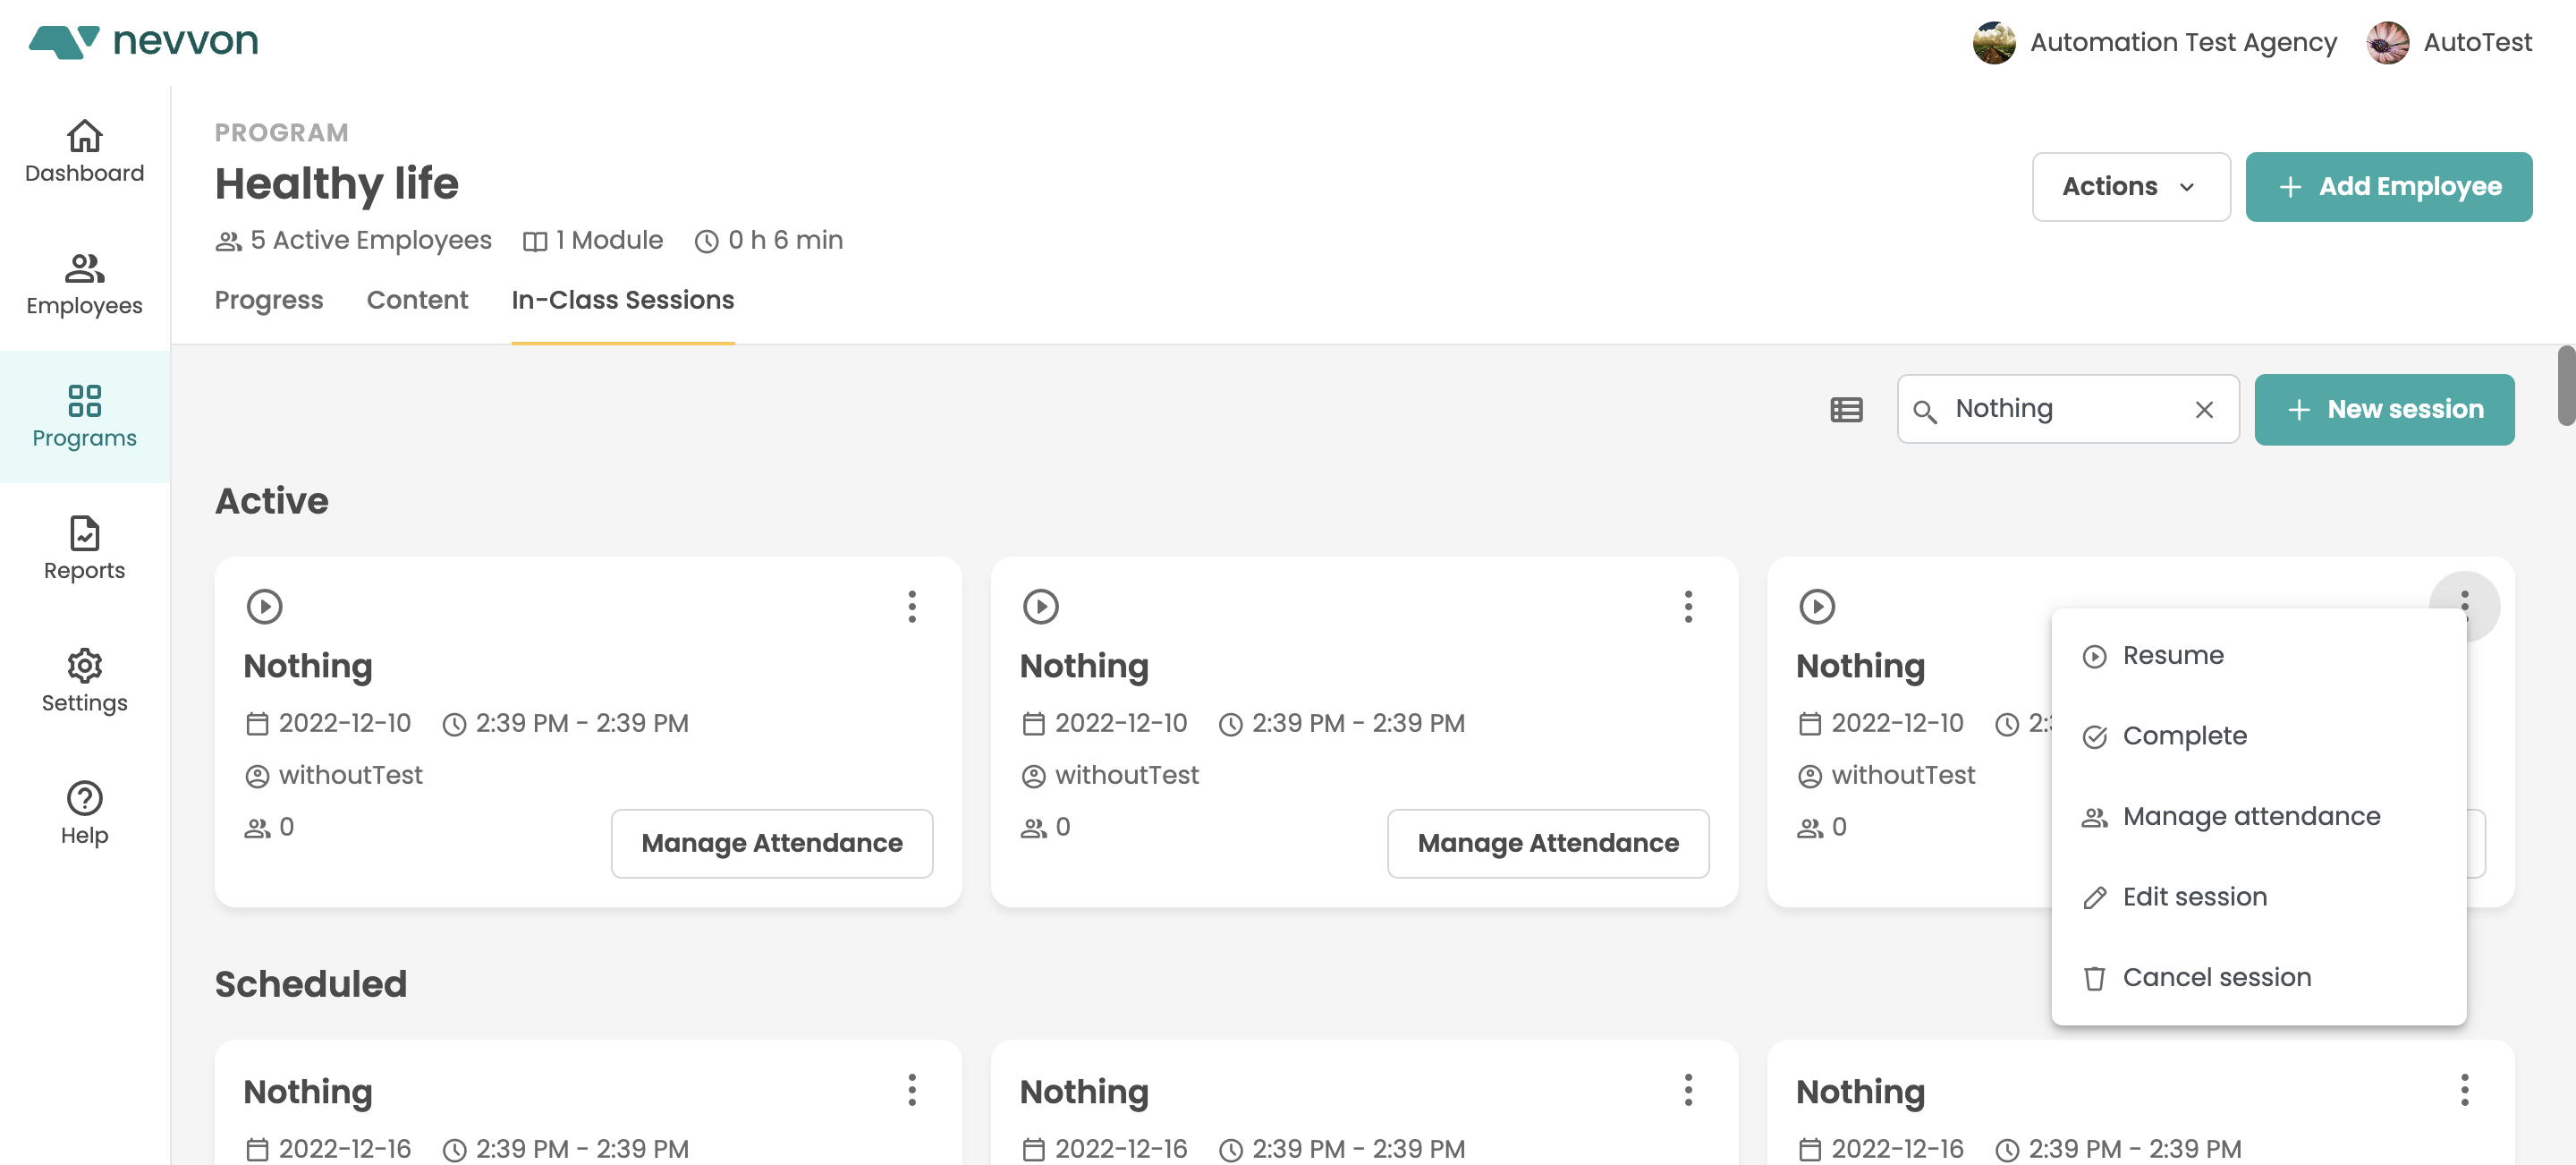 nevvon
Automation Test Agency
AutoTest
Dashboard
Employees
Programs
Reports
Settings
Help
PROGRAM
Healthy life
5 Active Employees 1 Module 0 h 6 min
Actions
+ Add Employee
Progress Content In-Class Sessions
Nothing
+ New session
Active
Nothing
2022-12-10 2:39 PM - 2:39 PM
withoutTest
0
Manage Attendance
Nothing
2022-12-10 2:39 PM - 2:39 PM
withoutTest
0
Manage Attendance
Nothing
2022-12-10
withoutTest
0
Resume
Complete
Manage attendance
Edit session
Cancel session
Scheduled
Nothing
2022-12-16 2:39 PM - 2:39 PM
Nothing
2022-12-16 2:39 PM - 2:39 PM
Nothing
2022-12-16 2:39 PM - 2:39 PM